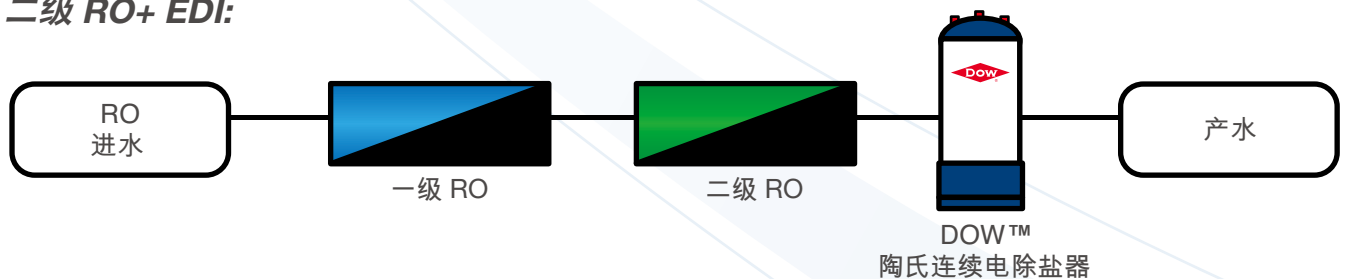 二级 RO+ EDI:
RO
进水
一级 RO
二级 RO
DOW
DOW™
陶氏连续电除盐器
产水